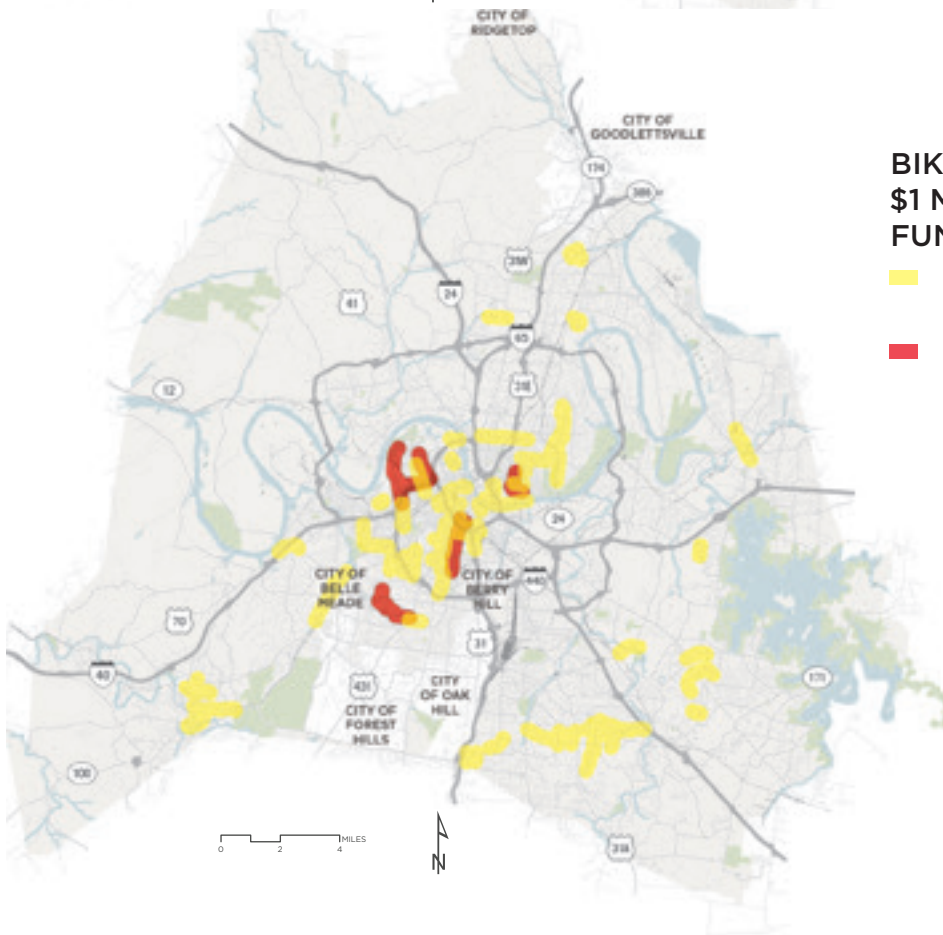 CITY OF
RIDGETOP
CITY OF
GOODLETTSVILLE
174
386
BIK
$1 N
FUN
31W
24
41
65
31E
12
24
CITY OF
BELLE
MEADE
CITY OF
BERRY
HILL
440
70
31
40
431
CITY
OF OAK
HILL
171
CITY OF
FOREST
HILLS
100
0
2
4
MILES
N
31A